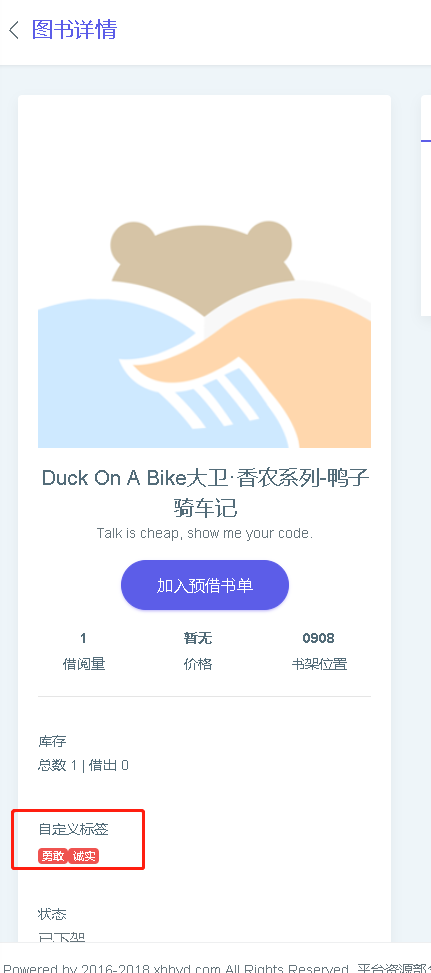 图书详情
Duck On A Bike大卫·香农系列-鸭子
骑车记
Talk is cheap, show me your code.
加入预借书单
1 暂无 0908
借阅量 价格 书架位置
库存
总数 1 | 借出 0
自定义标签
勇敢 诚实
状态
已下架
Powered by 2016-2018 xbbyd.com All Rights Reserved. 平台资源部